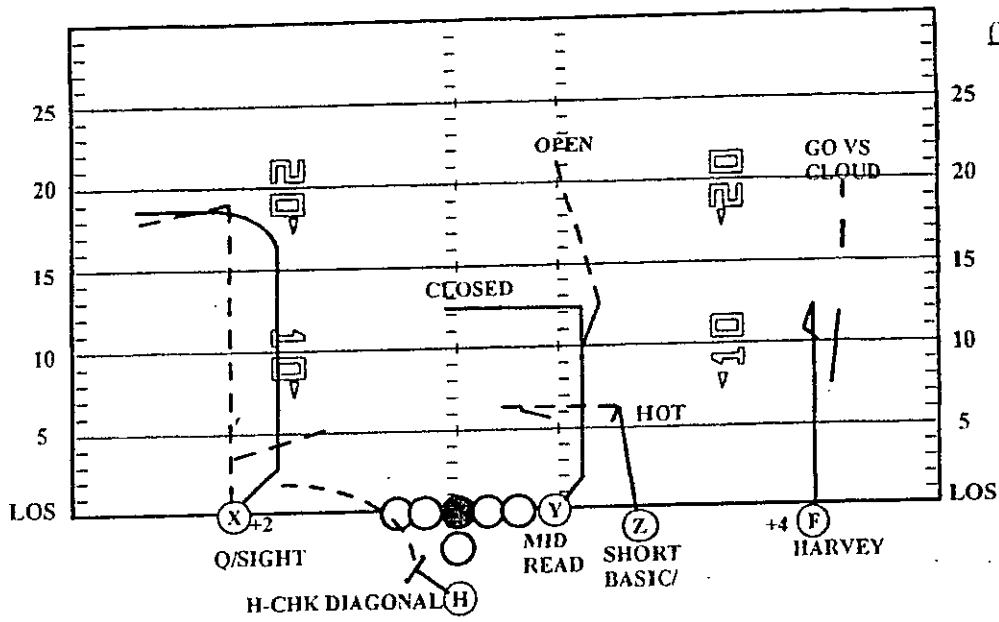 25
25
OPEN
GO VS
CLOUD
20
20
20
20
15
15
CLOSED
10
10
10
10
HOT
5
5
LOS
LOS
X
+2
Y
Z
+4
F
Q/SIGHT
MID
READ
SHORT
BASIC/
HARVEY
H-CHK DIAGONAL
H